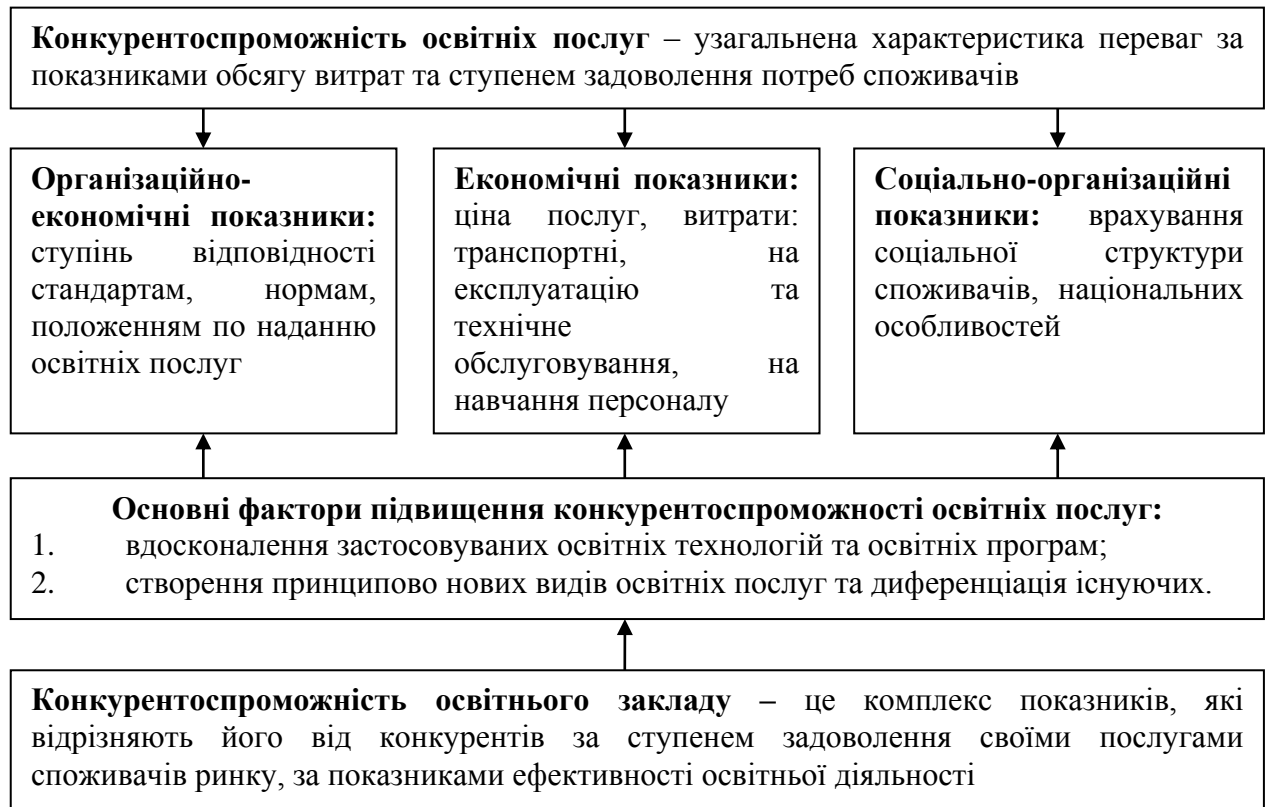 Конкурентоспроможність освітніх послуг – узагальнена характеристика переваг за
показниками обсягу витрат та ступенем задоволення потреб споживачів
Організаційно-
економічні показники:
ступінь відповідності
стандартам, нормам,
положенням по наданню
освітніх послуг
Економічні показники:
ціна послуг, витрати:
транспортні, на
експлуатацію та
технічне
обслуговування, на
навчання персоналу
Соціально-організаційні
показники: врахування
соціальної структури
споживачів, національних
особливостей
Основні фактори підвищення конкурентоспроможності освітніх послуг:
1. вдосконалення застосовуваних освітніх технологій та освітніх програм;
2. створення принципово нових видів освітніх послуг та диференціація існуючих.
Конкурентоспроможність освітнього закладу – це комплекс показників, які
відрізняють його від конкурентів за ступенем задоволення своїми послугами
споживачів ринку, за показниками ефективності освітньої діяльності